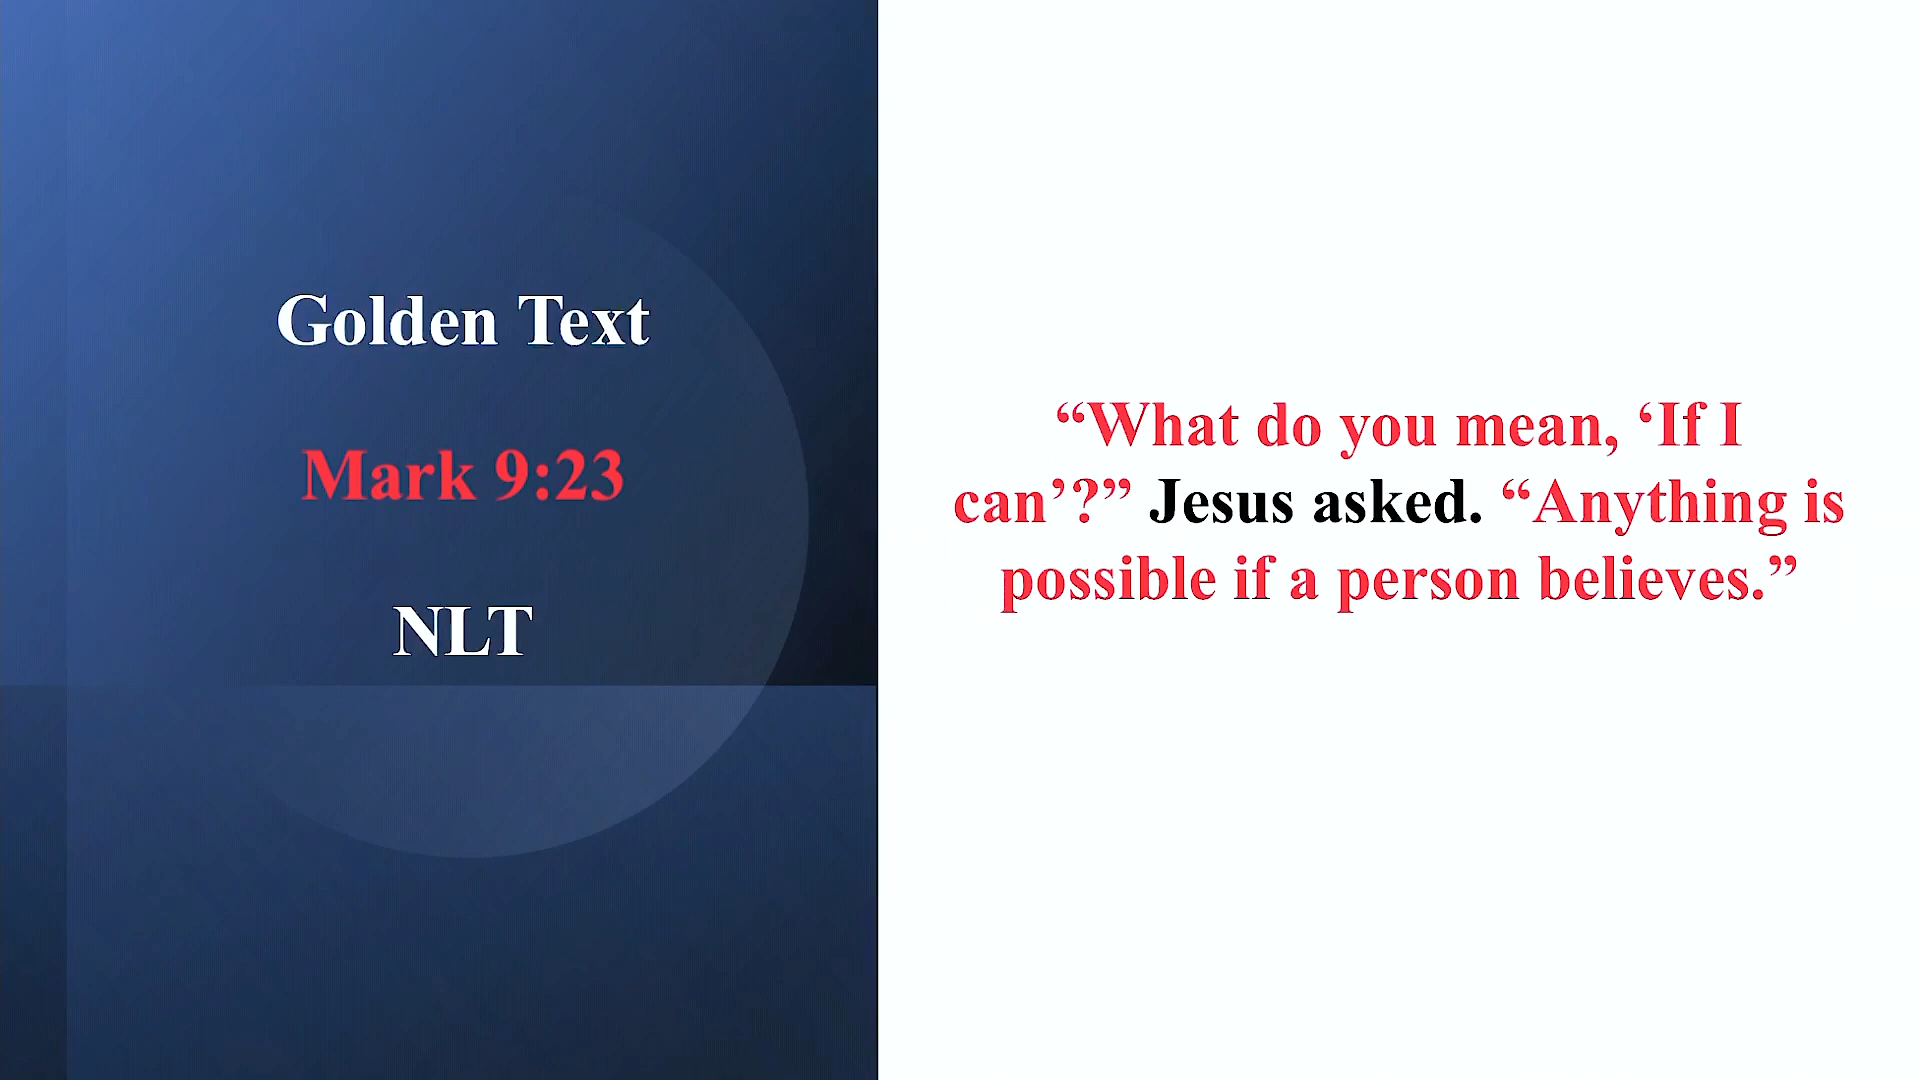 Golden Text
Mark 9:23
NLT
“What do you mean, ‘If I
can’?” Jesus asked. “Anything is
possible if a person believes.”